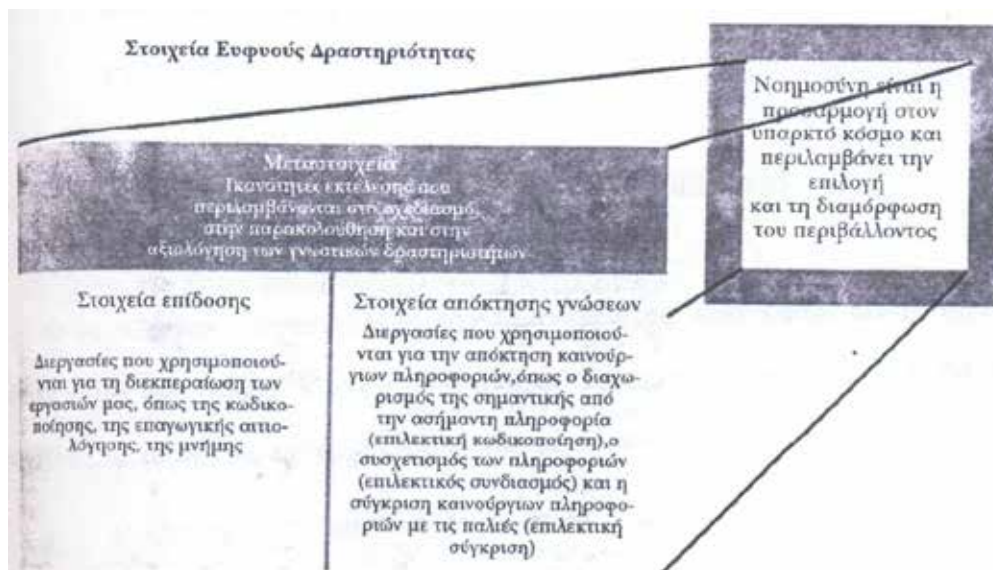 Στοιχεία Ευφυούς Δραστηριότητας
Νοημοσύνη είναι η
προσαρμογή στον
υπαρκτό κόσμο και
περιλαμβάνει την
επιλογή
και τη διαμόρφωση
του περιβάλλοντος
Μεταστοιχεία
Ικανότητες εκτέλεσης που
περιλαμβάνονται στο σχεδιασμό,
στην παρακολούθηση και στην
αξιολόγηση των γνωστικών δραστηριοτήτων
Στοιχεία επίδοσης
Διεργασίες που χρησιμοποιού-
νται για τη διεκπεραίωση των
εργασιών μας, όπως της κωδικο-
ποίησης, της επαγωγικής αιτιο-
λόγησης, της μνήμης
Στοιχεία απόκτησης γνώσεων
Διεργασίες που χρησιμοποιού-
νται για την απόκτηση καινούρ-
γιων πληροφοριών,όπως ο διαχω-
ρισμός της σημαντικής από
την ασήμαντη πληροφορία
(επιλεκτική κωδικοποίηση),ο
συσχετισμός των πληροφοριών
(επιλεκτικός συνδιασμός) και η
σύγκριση καινούργιων πληροφο-
ριών με τις παλιές (επιλεκτική
σύγκριση)